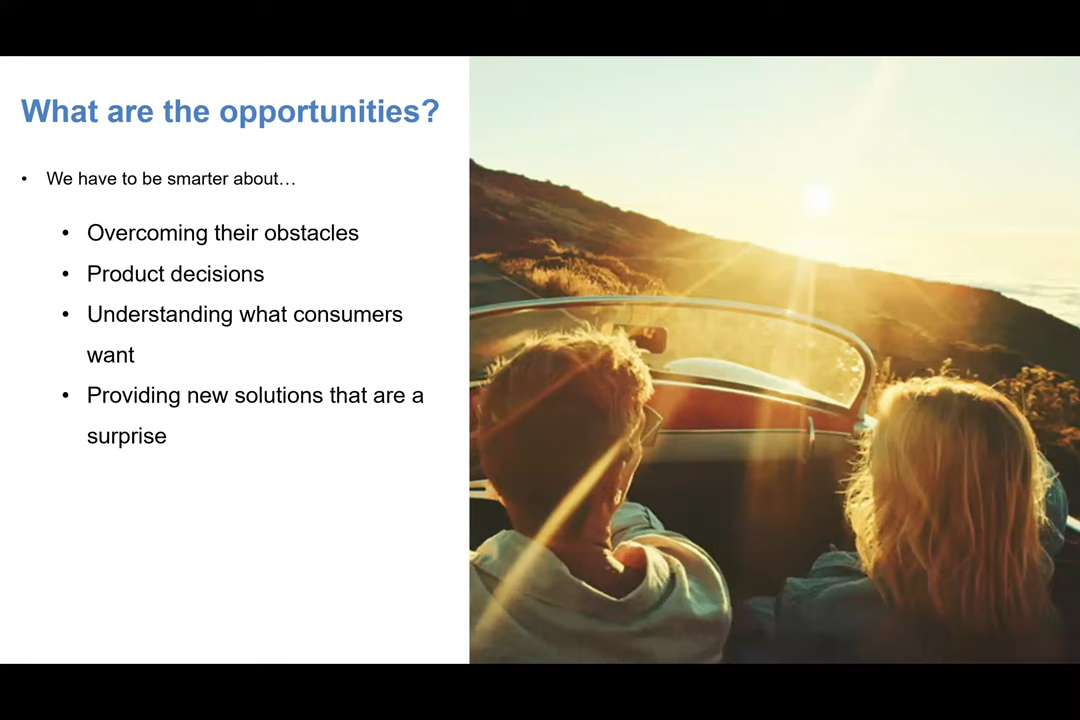 What are the opportunities?
• We have to be smarter about…
• Overcoming their obstacles
• Product decisions
• Understanding what consumers
want
• Providing new solutions that are a
surprise